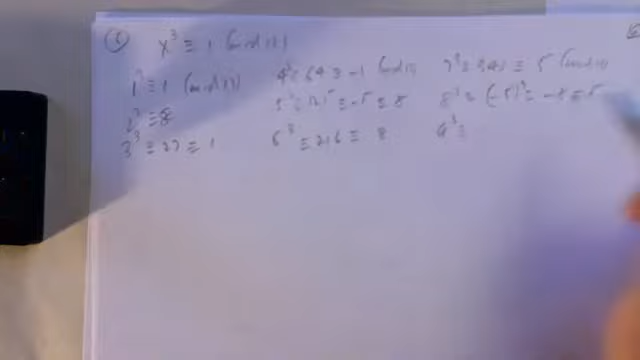 6 x³ ≡ 1 (mod 13)
1³ ≡ 1 (mod 13) 4³ ≡ 64 ≡ -1 (mod 13) 7³ ≡ 343 ≡ 5 (mod 13)
2³ ≡ 8 5³ ≡ 125 ≡ -5 ≡ 8 8³ ≡ (-5)³ ≡ -8 ≡ 5
3³ ≡ 27 ≡ 1 6³ ≡ 216 ≡ 8 9³ ≡